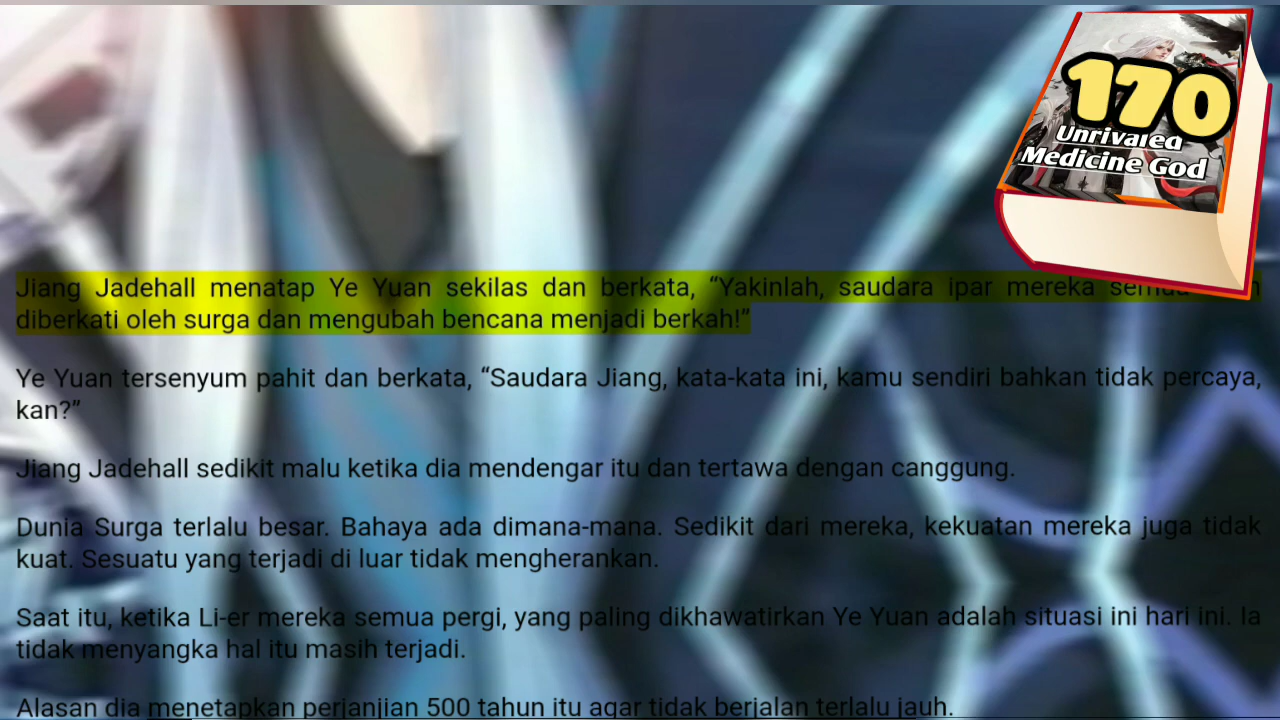 170
Unrivaled
Medicine God
Jiang Jadehall menatap Ye Yuan sekilas dan berkata, “Yakinlah, saudara ipar mereka
diberkati oleh surga dan mengubah bencana menjadi berkah!”
Ye Yuan tersenyum pahit dan berkata, “Saudara Jiang, kata-kata ini, kamu sendiri bahkan tidak percaya,
kan?”
Jiang Jadehall sedikit malu ketika dia mendengar itu dan tertawa dengan canggung.
Dunia Surga terlalu besar. Bahaya ada dimana-mana. Sedikit dari mereka, kekuatan mereka juga tidak
kuat. Sesuatu yang terjadi di luar tidak mengherankan.
Saat itu, ketika Li-er mereka semua pergi, yang paling dikhawatirkan Ye Yuan adalah situasi ini hari ini. Ia
tidak menyangka hal itu masih terjadi.
Alasan dia menetapkan perjanjian 500 tahun itu agar tidak berjalan terlalu jauh.